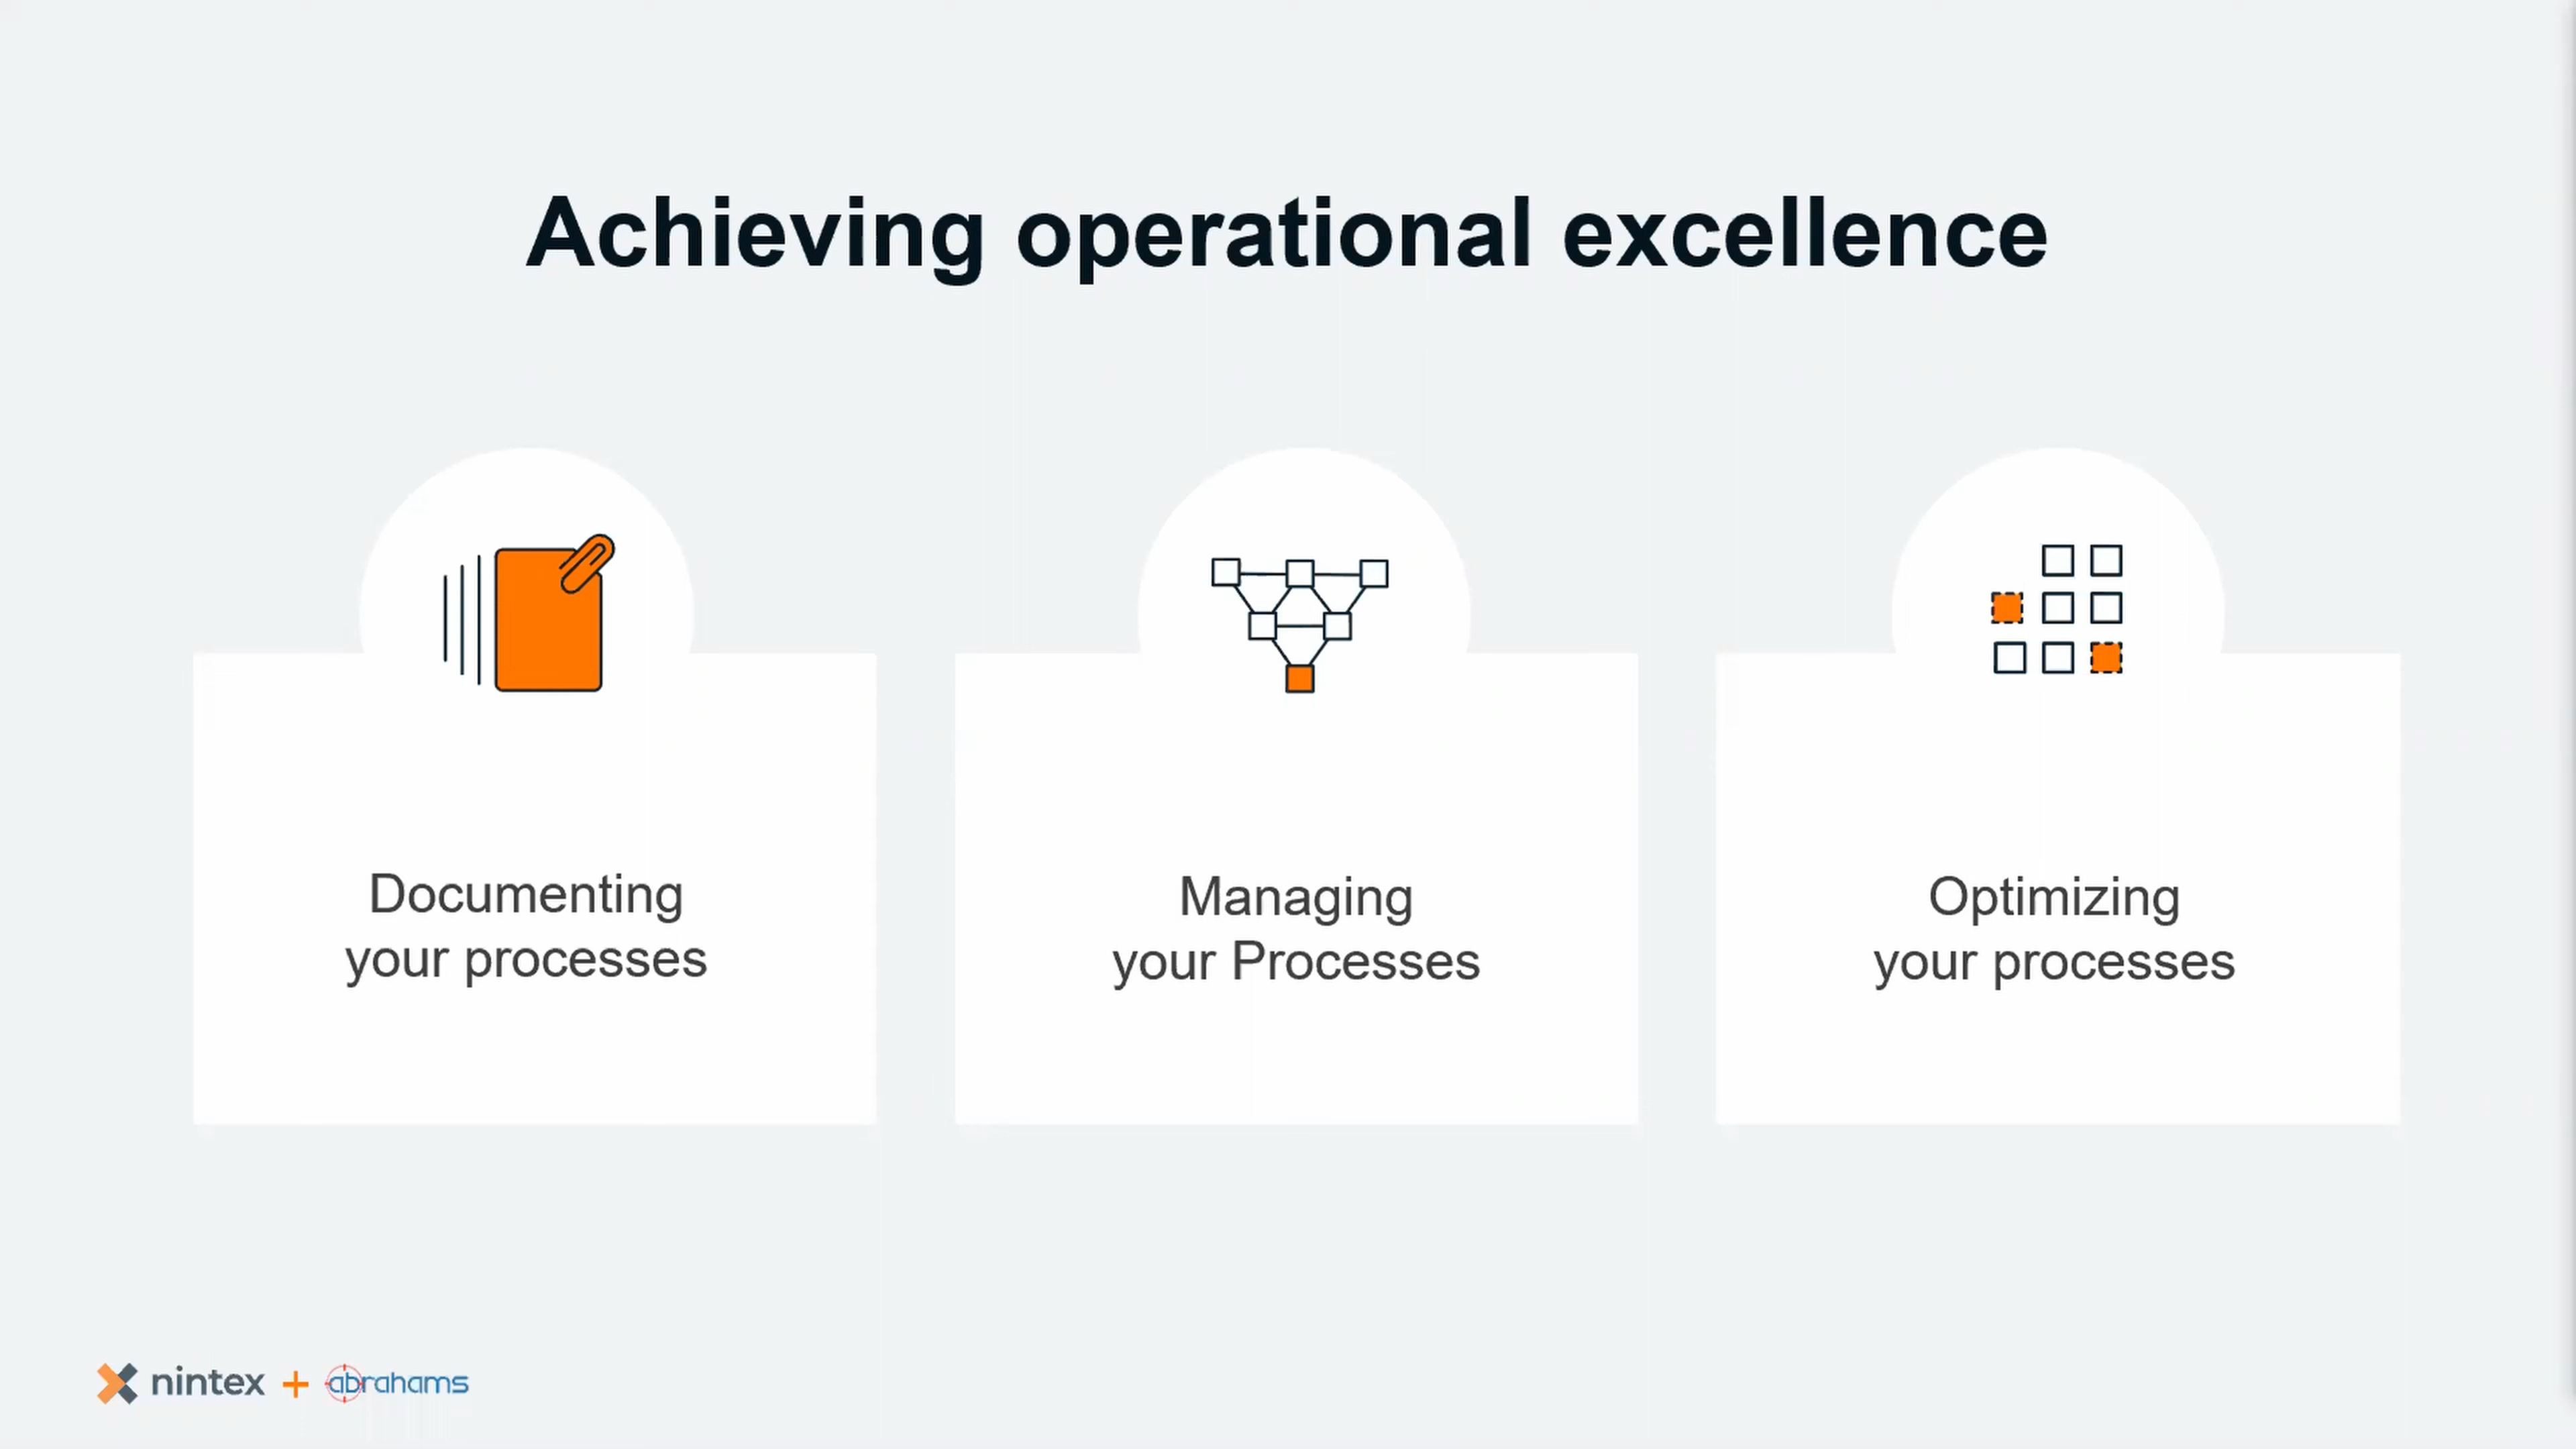 Achieving operational excellence
Documenting
your processes
Managing
your Processes
Optimizing
your processes
nintex + abrahams